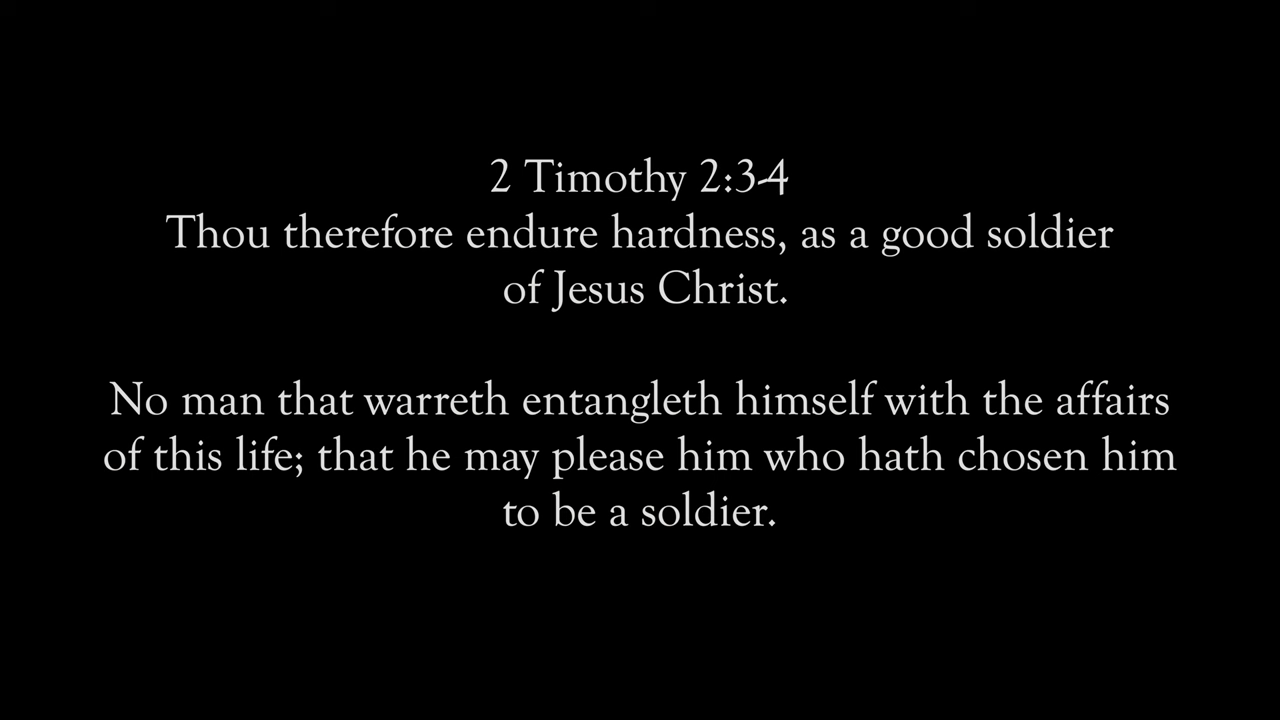 2 Timothy 2:3-4
Thou therefore endure hardness, as a good soldier
of Jesus Christ.
No man that warreth entangleth himself with the affairs
of this life; that he may please him who hath chosen him
to be a soldier.